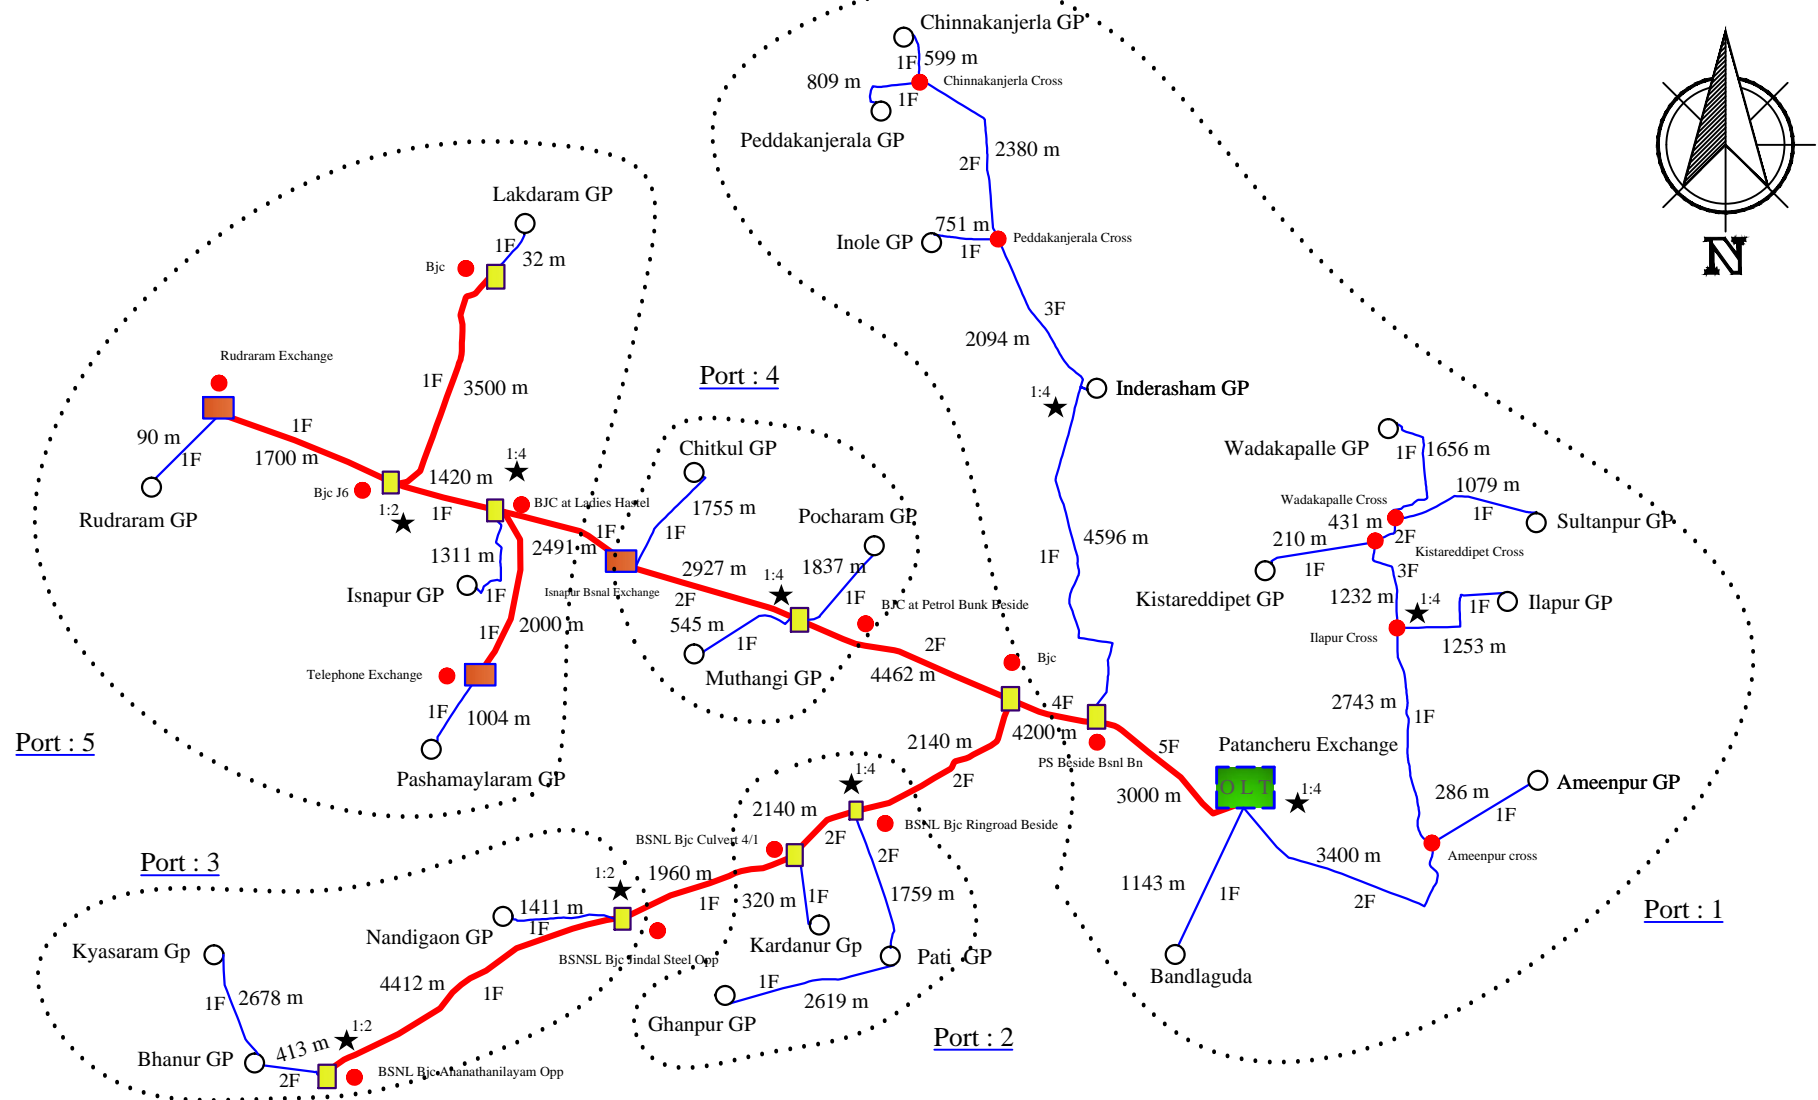 Chinnakanjerla GP
1F
599 m
809 m
Chinnakanjerla Cross
1F
Peddakanjerala GP
2380 m
2F
Lakdaram GP
751 m
Inole GP
1F
Peddakanjerala Cross
1F
32 m
Bjc
N
3F
2094 m
Rudraram Exchange
Port : 4
1F
3500 m
1:4
Inderasham GP
1F
90 m
1F
1700 m
Chitkul GP
Wadakapalle GP
1F
1656 m
1:4
1420 m
1079 m
Bjc J6
1F
1:2
BJC at Ladies Hastel
1755 m
Wadakapalle Cross
431 m
1F
Rudraram GP
Pocharam GP
Sultanpur GP
1F
1F
2491 m
4596 m
210 m
2F
Kistareddipet Cross
1311 m
1F
2927 m
1:4
1837 m
1F
3F
Isnapur GP
1F
Isnapur Bsnal Exchange
2F
1F
BJC at Petrol Bunk Beside
Kistareddipet GP
1232 m
1:4
1F
Ilapur GP
2000 m
545 m
1F
1F
2F
Ilapur Cross
1253 m
Telephone Exchange
Muthangi GP
4462 m
Bjc
1F
1004 m
4F
2743 m
1F
Port : 5
2140 m
4200 m
5F
Patancheru Exchange
Pashamaylaram GP
2F
PS Beside Bsnl Bn
1:4
O L T
1:4
Ameenpur GP
3000 m
286 m
1F
2140 m
BSNL Bjc Culvert 4/1
2F
BSNL Bjc Ringroad Beside
2F
3400 m
Ameenpur cross
Port : 3
1:2
1960 m
1F
320 m
1F
1759 m
1143 m
1F
2F
Port : 1
1411 m
1F
Nandigaon GP
Kardanur Gp
Kyasaram Gp
BSNSL Bjc Jindal Steel Opp
Pati GP
4412 m
1F
1F
2619 m
Bandlaguda
1F
2678 m
Ghanpur GP
1:2
Port : 2
413 m
Bhanur GP
2F
BSNL Bjc Ananathanilayam Opp